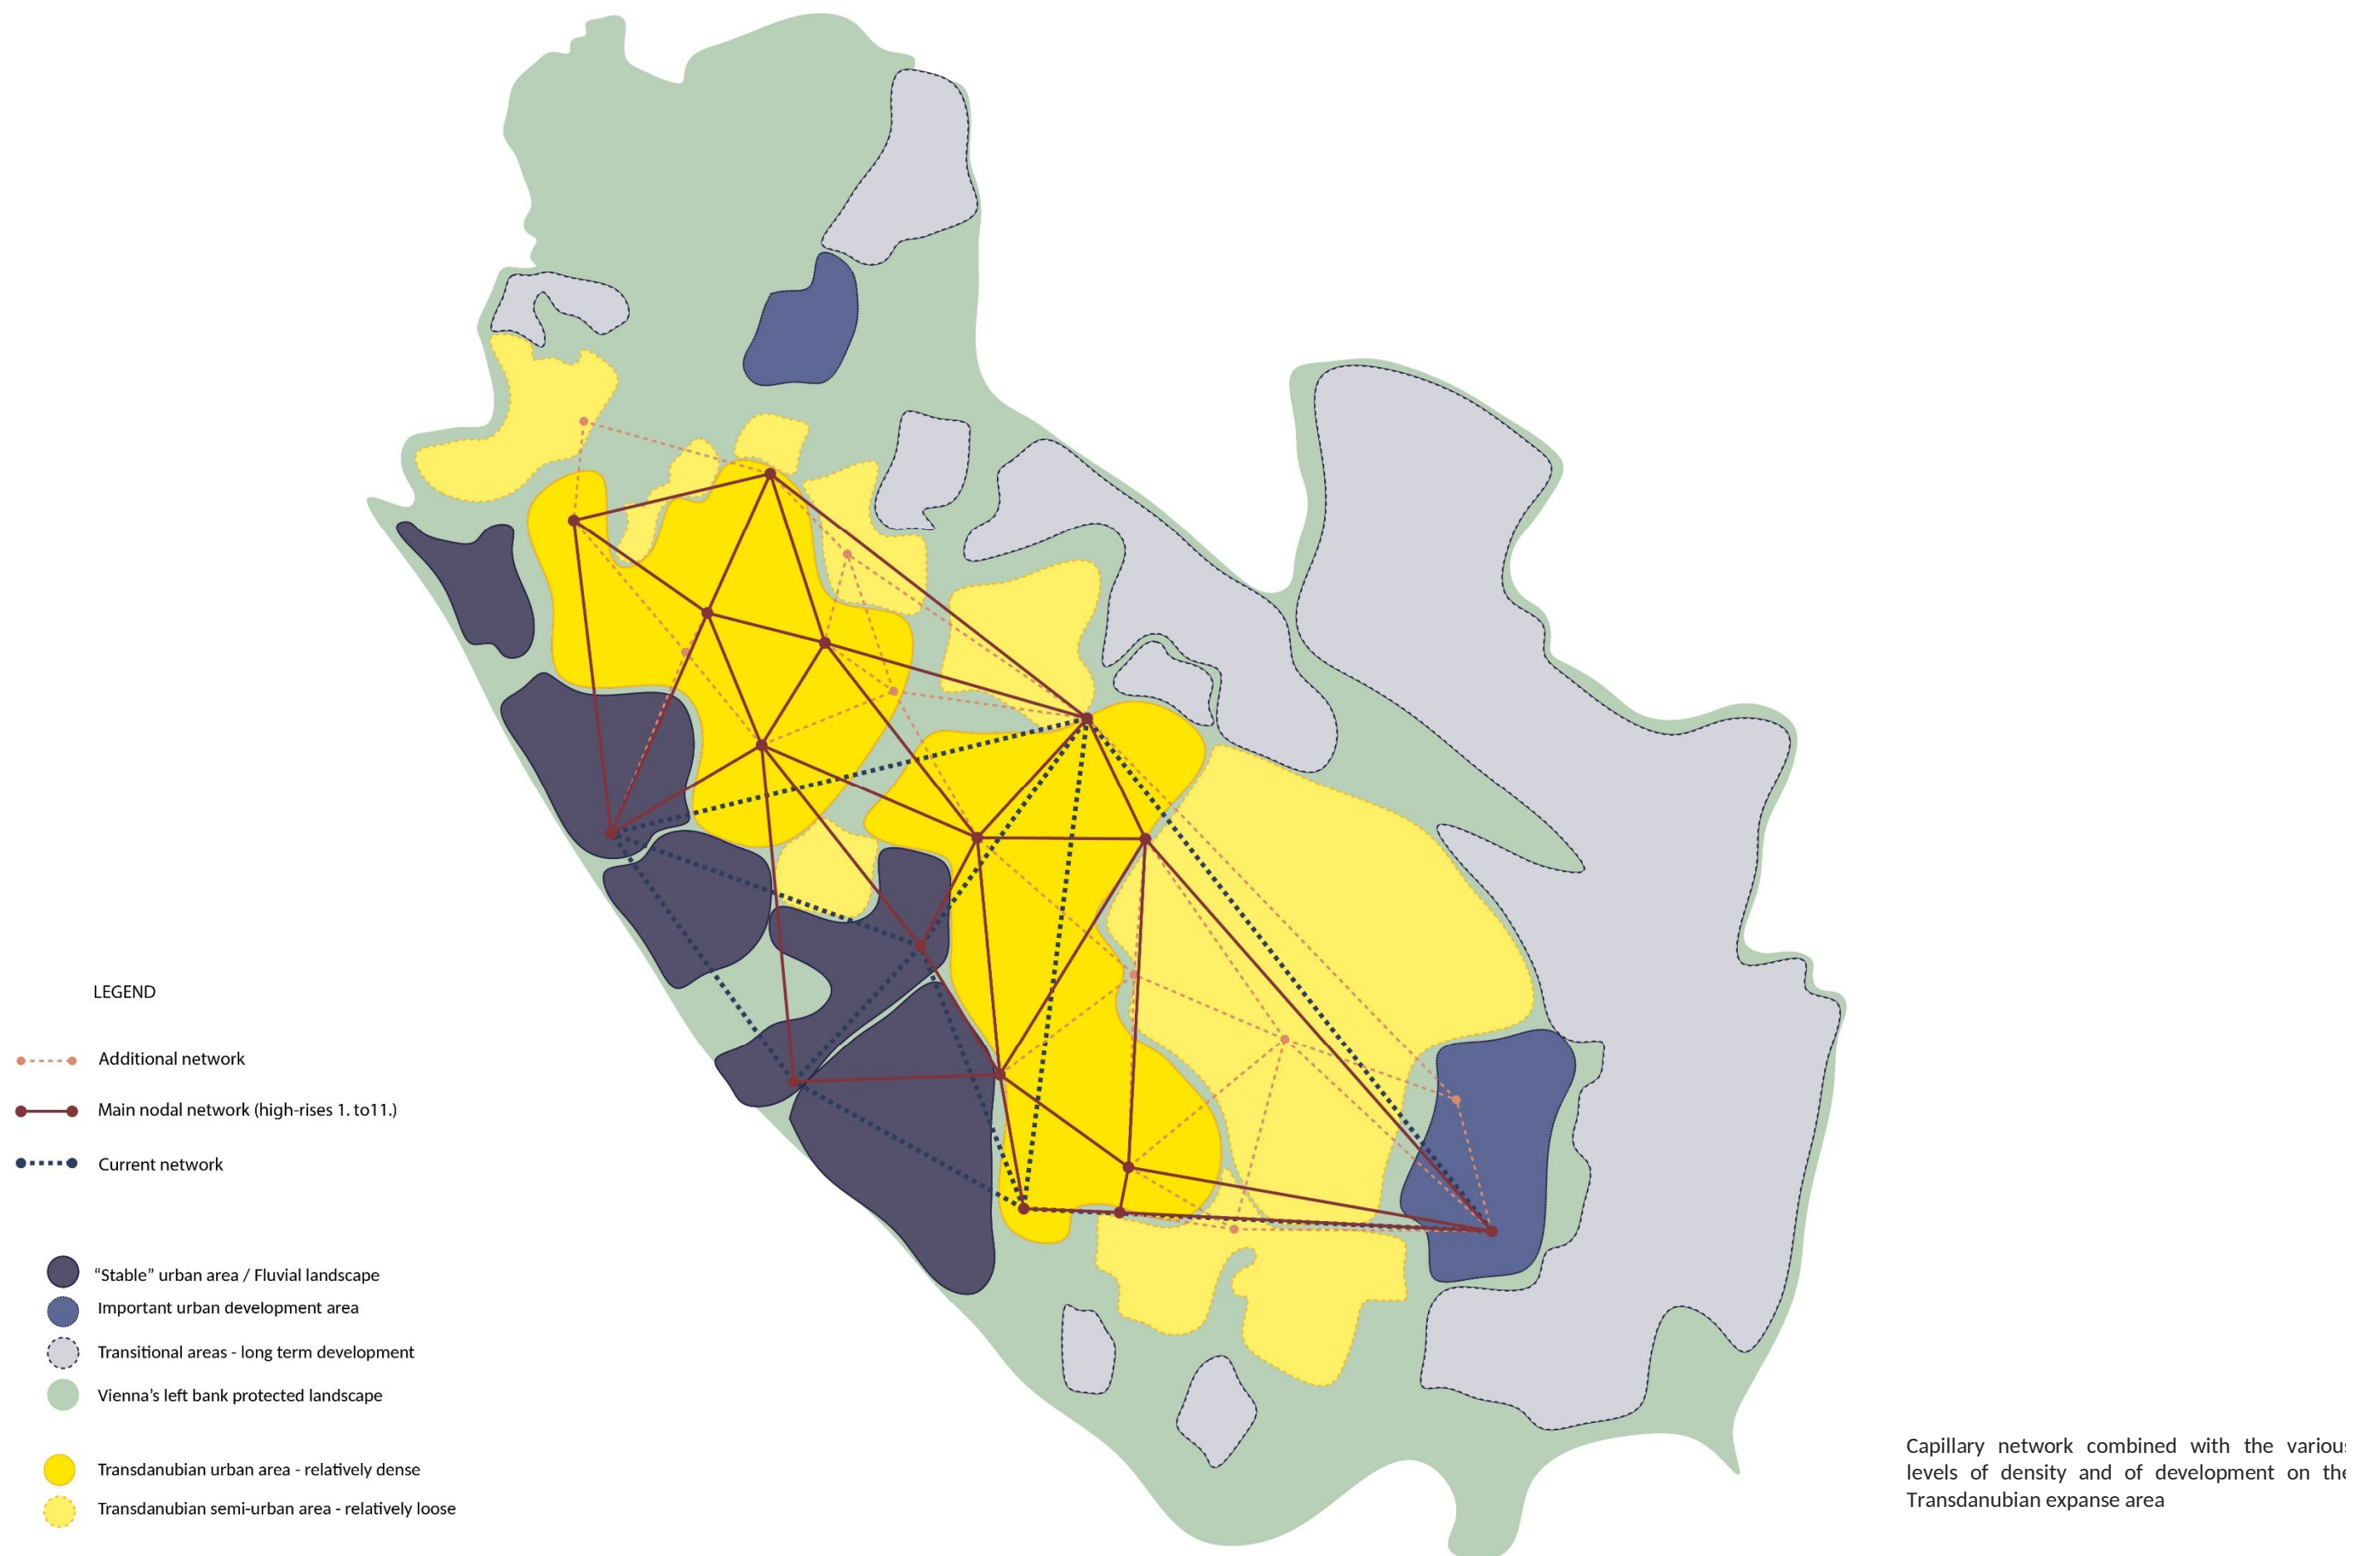 LEGEND
Additional network
Main nodal network (high-rises 1. to11.)
Current network
“Stable” urban area / Fluvial landscape
Important urban development area
Transitional areas - long term development
Vienna’s left bank protected landscape
Transdanubian urban area - relatively dense
Transdanubian semi-urban area - relatively loose
Capillary network combined with the various
levels of density and of development on the
Transdanubian expanse area